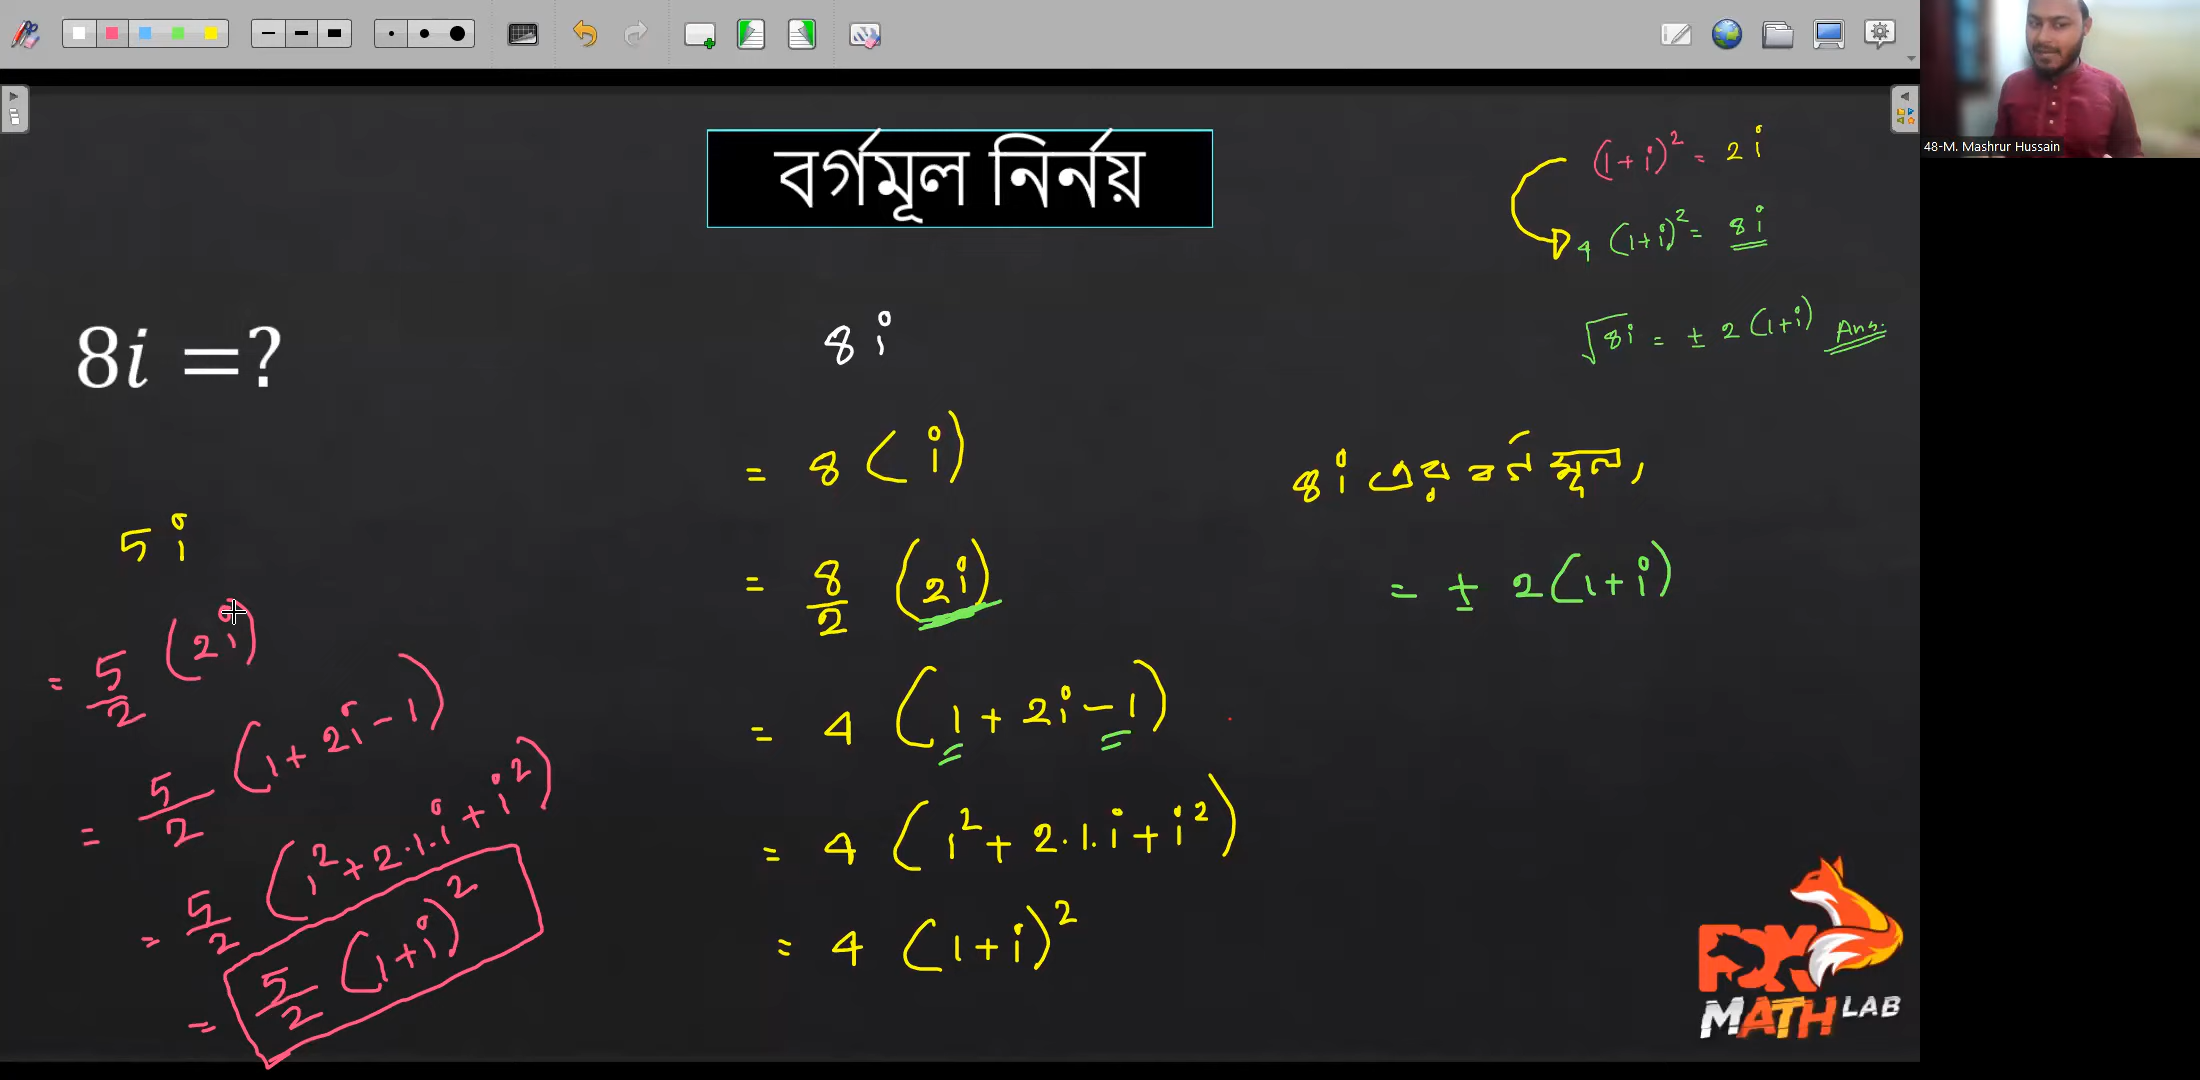 48-M. Mashrur Hussain
বর্গমূল নির্নয়
(1+i)² = 2i
4 (1+i)² = 8i
√8i = ± 2 (1+i) Ans.
8i =?
8i
= 8 (i)
= 8/2 (2i)
= 4 (1 + 2i - 1)
= 4 (1² + 2·1·i + i²)
= 4 (1+i)²
8i এর বর্গমূল,
= ± 2(1+i)
5i
= 5/2 (2i)
= 5/2 (1+2i-1)
= 5/2 (1²+2·1·i+i²)
= 5/2 (1+i)²
FOX
MATH LAB